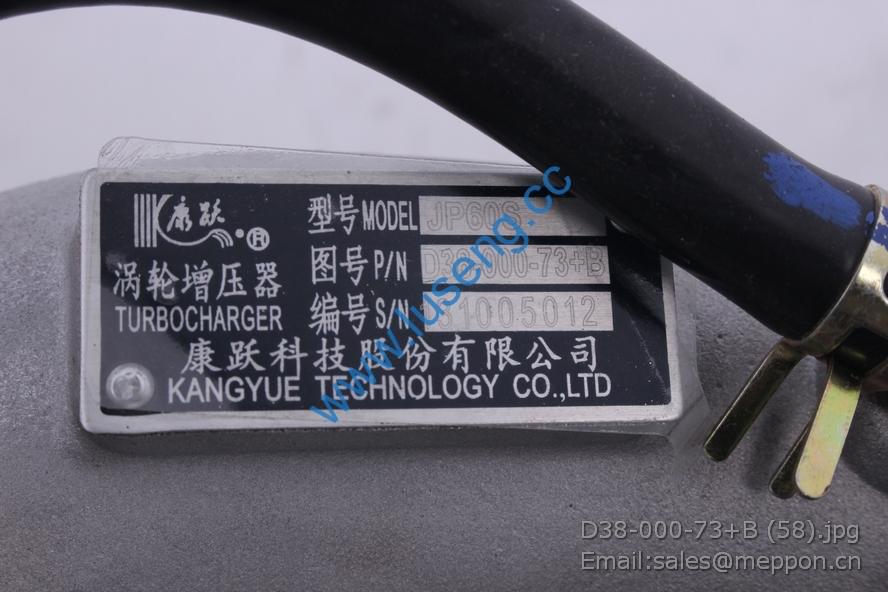 康跃®
型号 MODEL JP60S
涡轮增压器
TURBOCHARGER
图号 P/N D38-000-73+B
编号 S/N 181005012
康跃科技股份有限公司
KANGYUE TECHNOLOGY CO.,LTD
www.luseng.cc
D38-000-73+B (58).jpg
Email:sales@meppon.cn